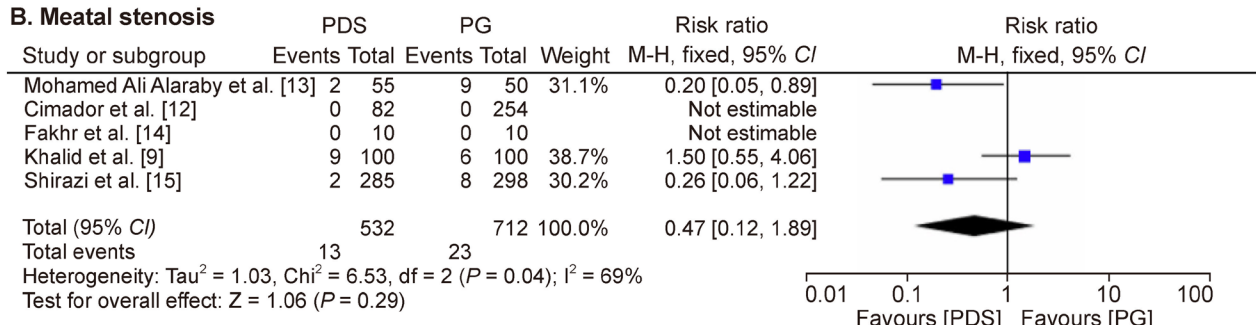 B. Meatal stenosis
PDS PG Risk ratio Risk ratio
Study or subgroup Events Total Events Total Weight M-H, fixed, 95% CI M-H, fixed, 95% CI
Mohamed Ali Alaraby et al. [13] 2 55 9 50 31.1% 0.20 [0.05, 0.89]
Cimador et al. [12] 0 82 0 254 Not estimable
Fakhr et al. [14] 0 10 0 10 Not estimable
Khalid et al. [9] 9 100 6 100 38.7% 1.50 [0.55, 4.06]
Shirazi et al. [15] 2 285 8 298 30.2% 0.26 [0.06, 1.22]
Total (95% CI) 532 712 100.0% 0.47 [0.12, 1.89]
Total events 13 23
Heterogeneity: Tau² = 1.03, Chi² = 6.53, df = 2 (P = 0.04); I² = 69%
Test for overall effect: Z = 1.06 (P = 0.29)
0.01 0.1 1 10 100
Favours [PDS] Favours [PG]